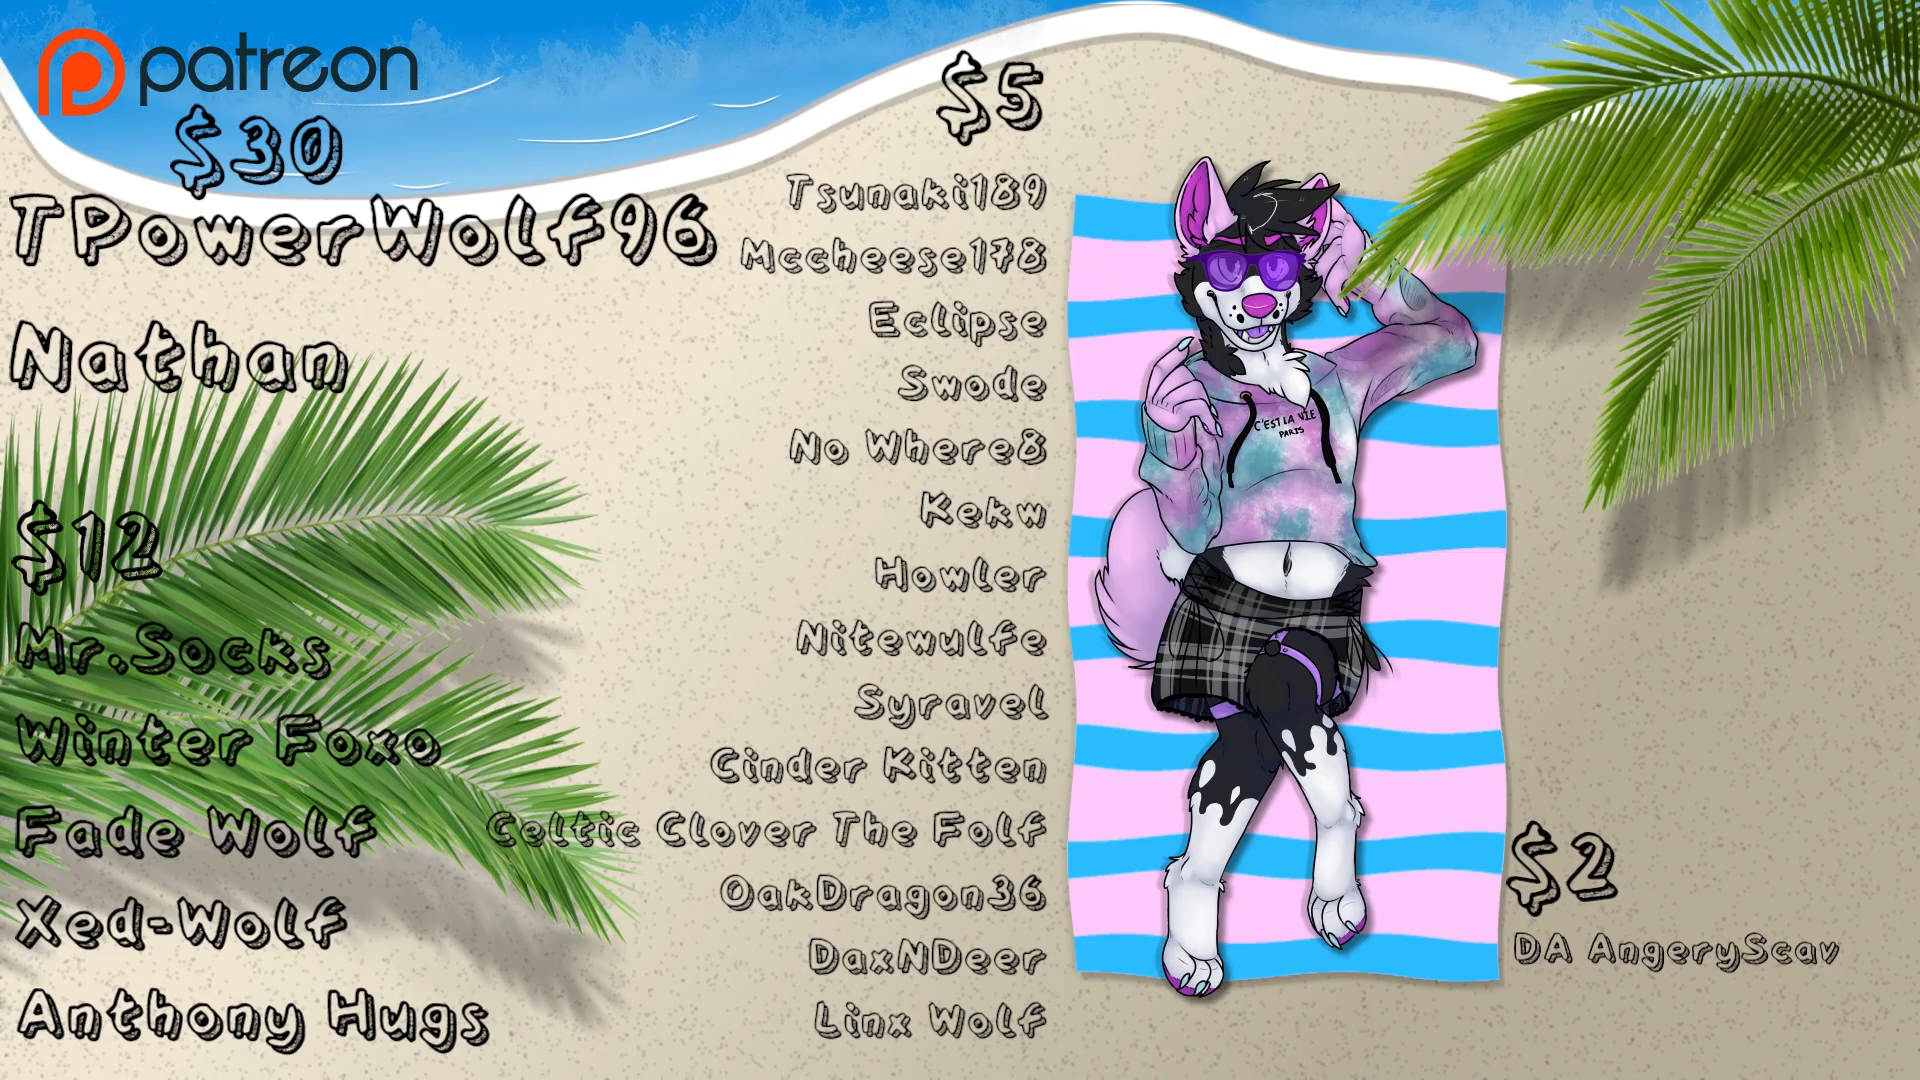 patreon
$30
TPowerWolf96
Nathan
$12
Mr.Socks
Winter Foxo
Fade Wolf
Xed-Wolf
Anthony Hugs
$5
Tsunaki189
Mccheese178
Eclipse
Swode
No Where8
Kekw
Howler
Nitewulfe
Syravel
Cinder Kitten
Celtic Clover The Folf
OakDragon36
DaxNDeer
Linx Wolf
C'EST LA VIE
PARIS
$2
DA AngeryScav